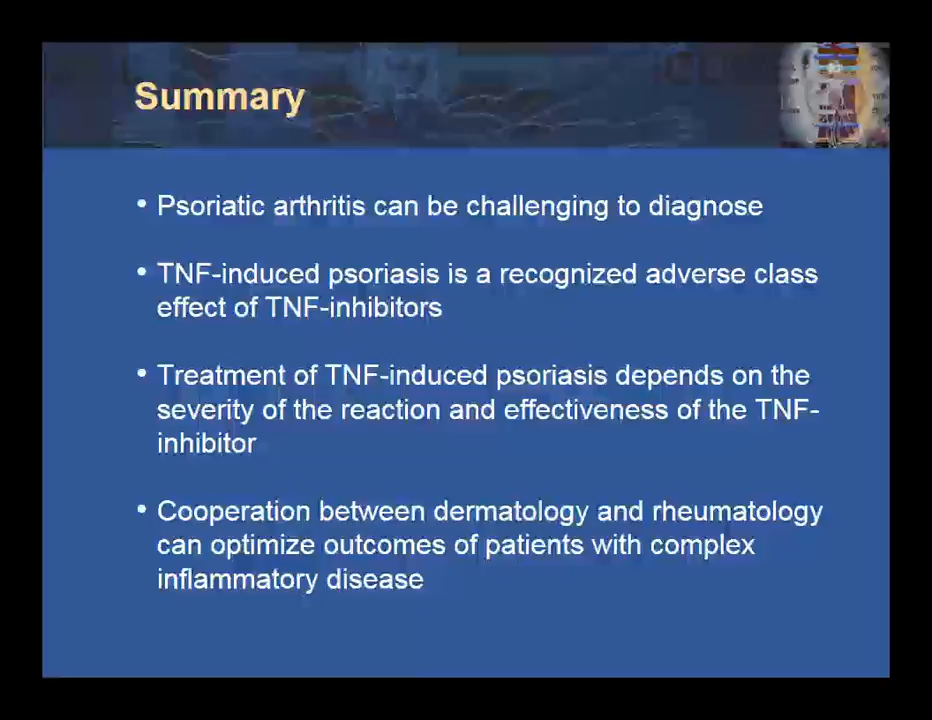 Summary
• Psoriatic arthritis can be challenging to diagnose
• TNF-induced psoriasis is a recognized adverse class
effect of TNF-inhibitors
• Treatment of TNF-induced psoriasis depends on the
severity of the reaction and effectiveness of the TNF-
inhibitor
• Cooperation between dermatology and rheumatology
can optimize outcomes of patients with complex
inflammatory disease